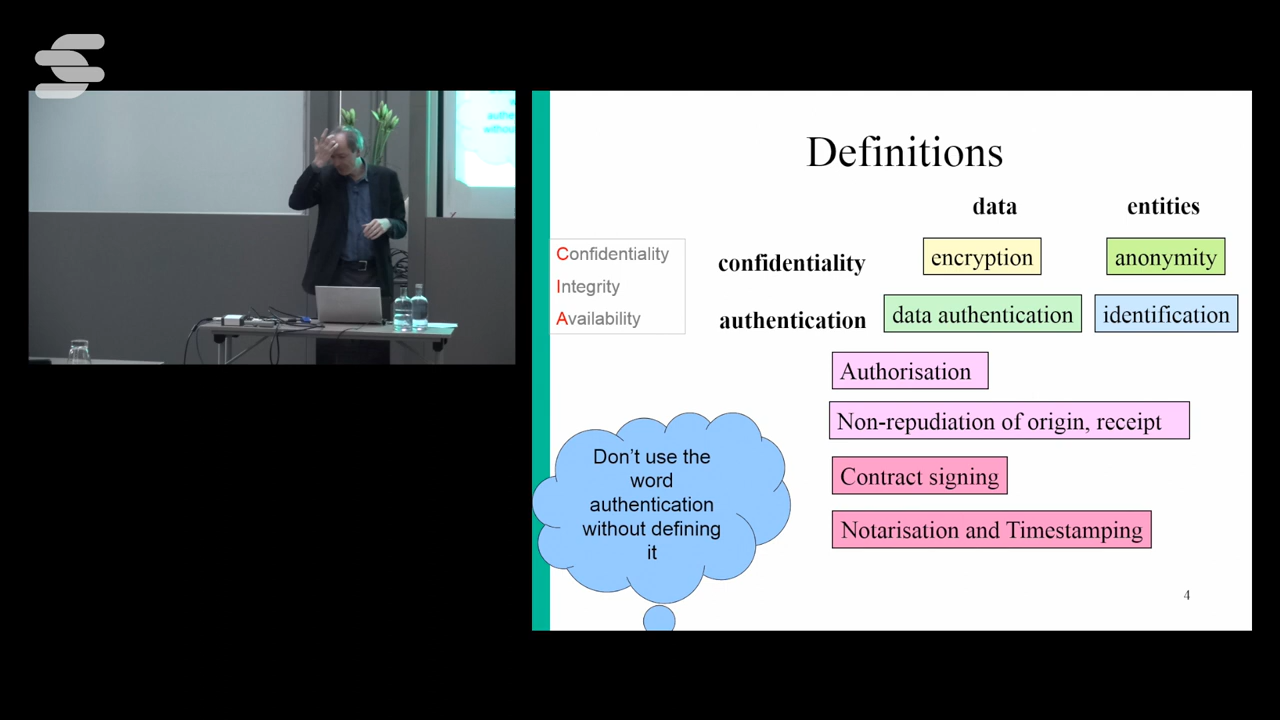 Definitions
data entities
Confidentiality
Integrity
Availability
confidentiality encryption anonymity
authentication data authentication identification
Authorisation
Non-repudiation of origin, receipt
Contract signing
Notarisation and Timestamping
Don’t use the
word
authentication
without defining
it
4